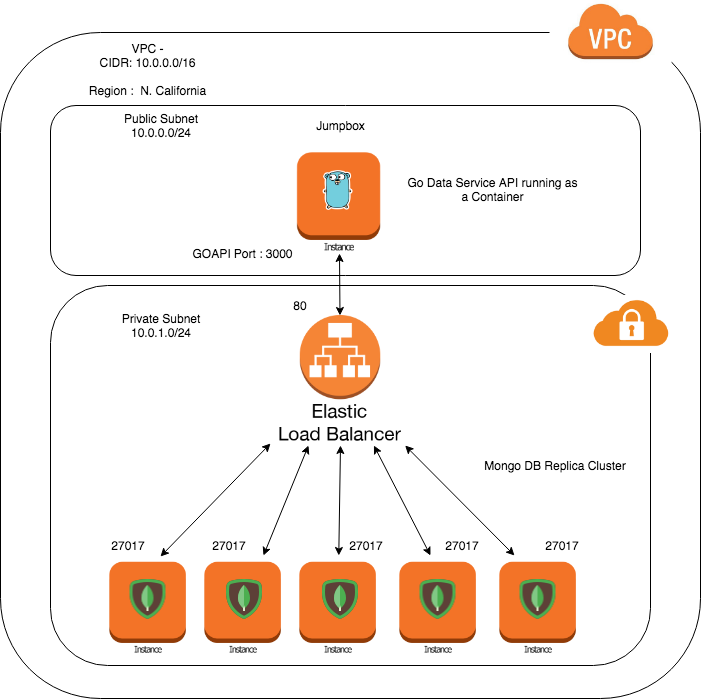 VPC
VPC -
CIDR: 10.0.0.0/16
Region : N. California
Public Subnet
10.0.0.0/24
Jumpbox
Go Data Service API running as
a Container
Instance
GOAPI Port : 3000
80
Private Subnet
10.0.1.0/24
Elastic
Load Balancer
Mongo DB Replica Cluster
27017
27017
27017
27017
27017
Instance
Instance
Instance
Instance
Instance